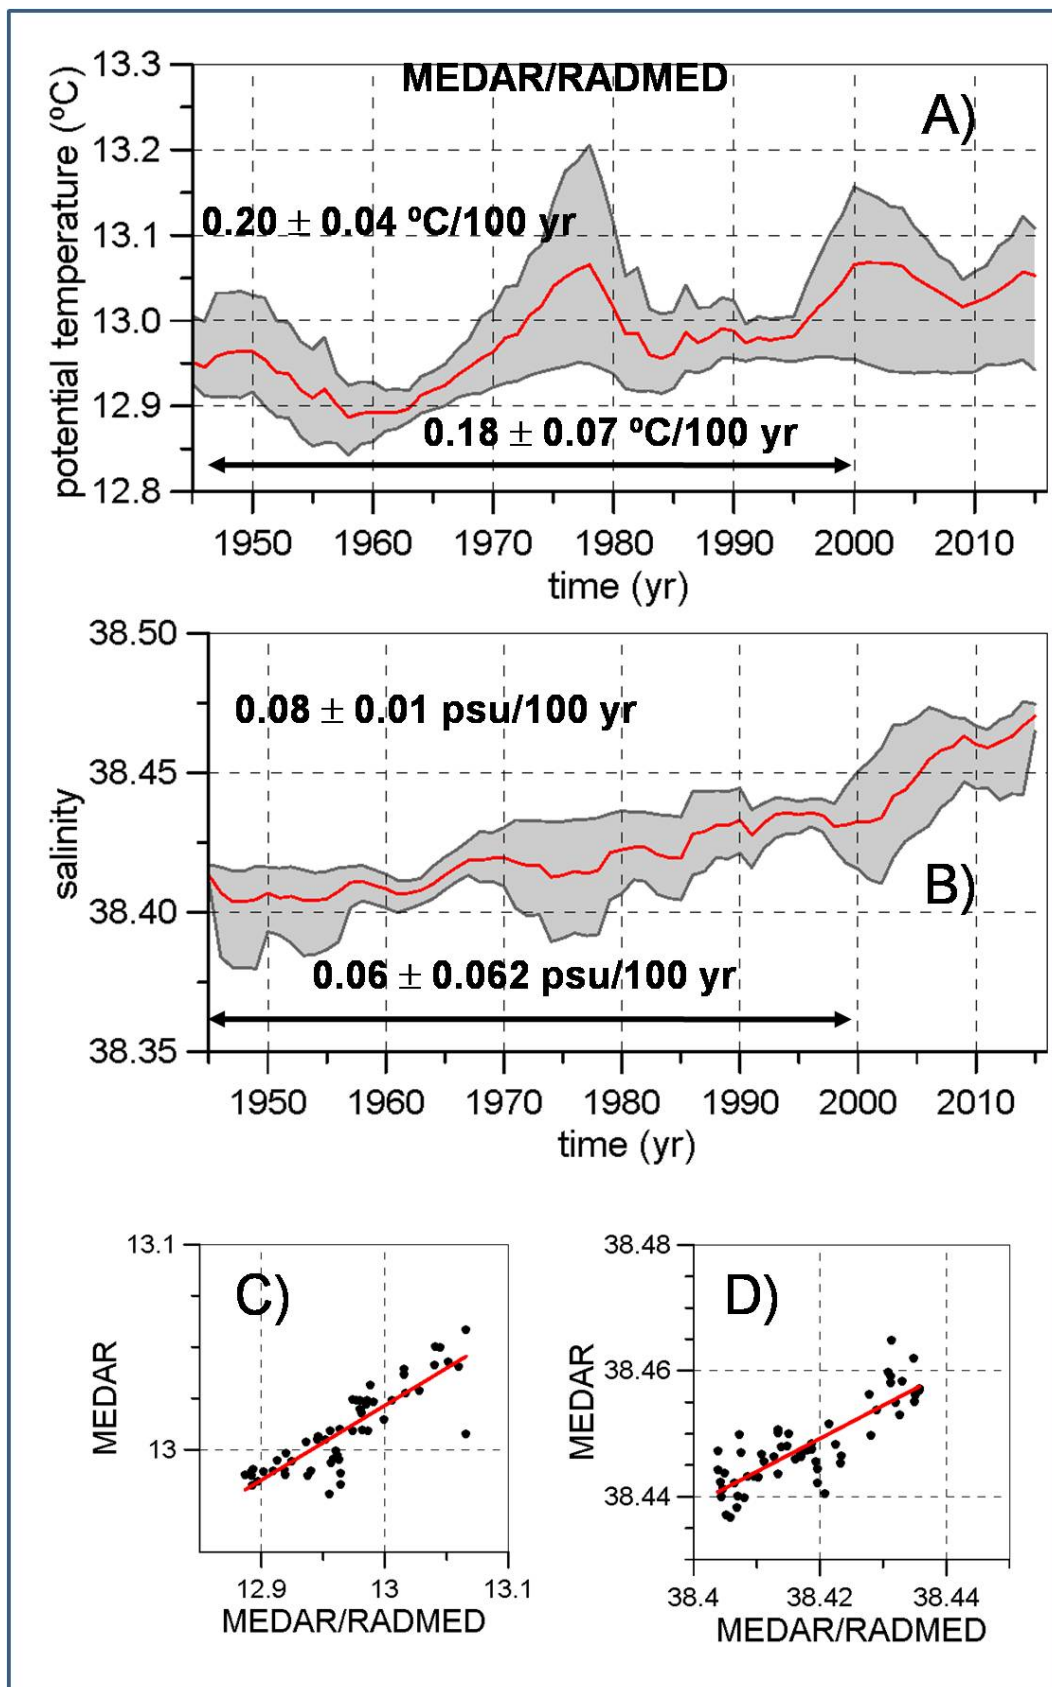 MEDAR/RADMED
A)
potential temperature (ºC)
13.3
13.2
13.1
13.0
12.9
12.8
0.20 ± 0.04 ºC/100 yr
0.18 ± 0.07 ºC/100 yr
1950 1960 1970 1980 1990 2000 2010
time (yr)
B)
salinity
38.50
38.45
38.40
38.35
0.08 ± 0.01 psu/100 yr
0.06 ± 0.062 psu/100 yr
1950 1960 1970 1980 1990 2000 2010
time (yr)
C)
MEDAR
13.1
13
12.9 13 13.1
MEDAR/RADMED
D)
MEDAR
38.48
38.46
38.44
38.4 38.42 38.44
MEDAR/RADMED